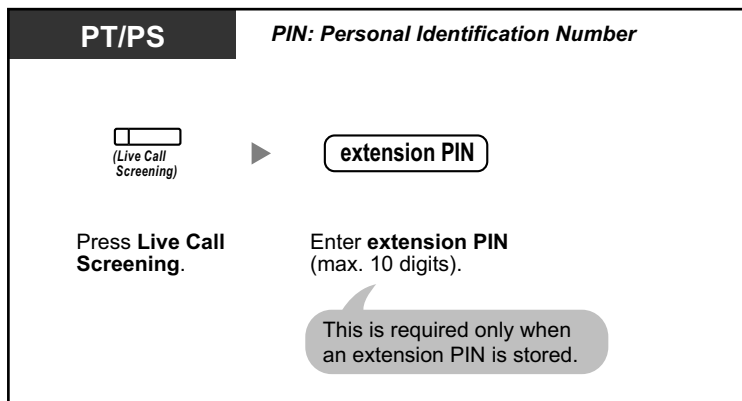 PT/PS
PIN: Personal Identification Number
(Live Call
Screening)
extension PIN
Press Live Call
Screening.
Enter extension PIN
(max. 10 digits).
This is required only when
an extension PIN is stored.